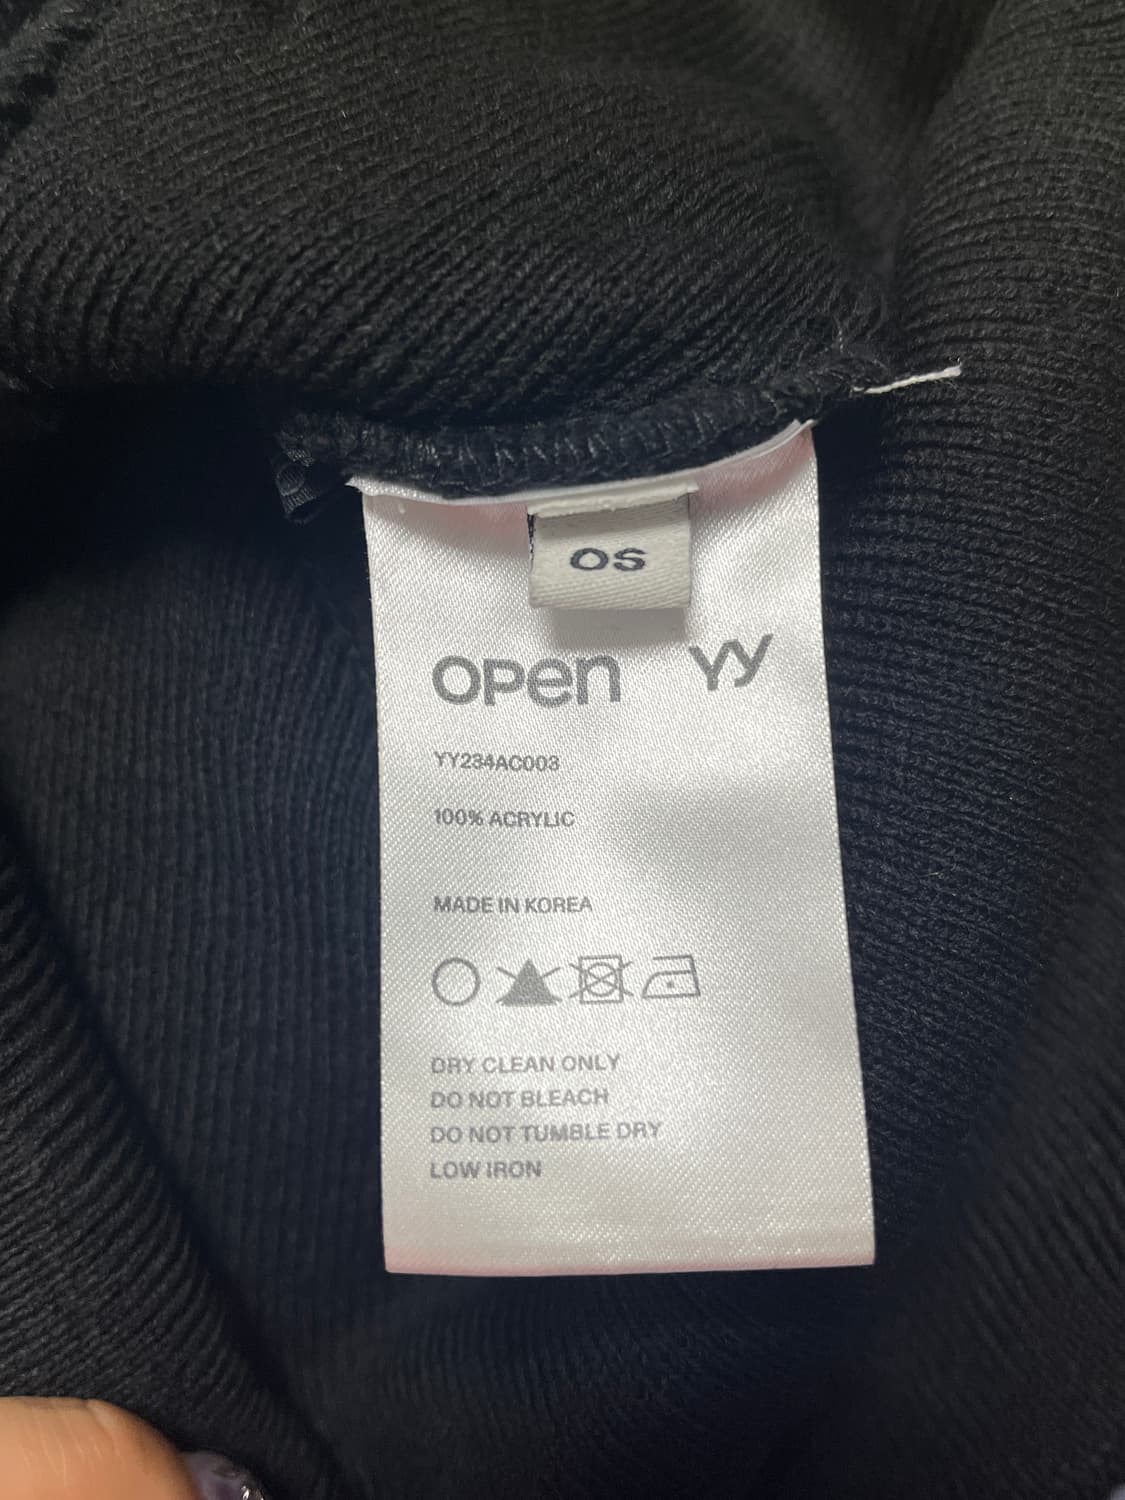 OS
OPEN YY
YY234AC003
100% ACRYLIC
MADE IN KOREA
DRY CLEAN ONLY
DO NOT BLEACH
DO NOT TUMBLE DRY
LOW IRON